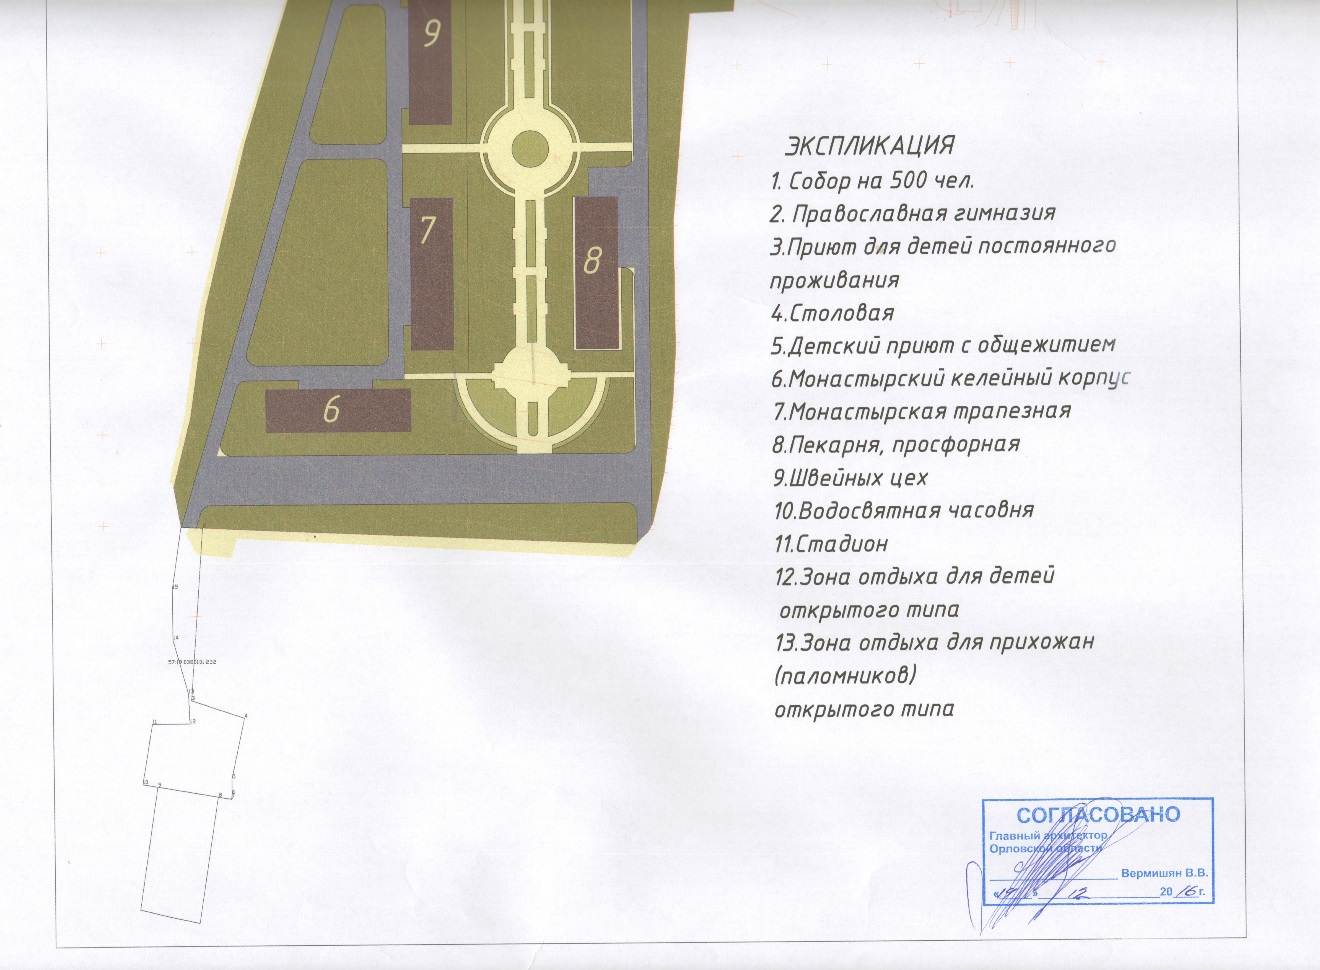 9
7
8
6
ЭКСПЛИКАЦИЯ
1. Собор на 500 чел.
2. Православная гимназия
3.Приют для детей постоянного
проживания
4.Столовая
5.Детский приют с общежитием
6.Монастырский келейный корпус
7.Монастырская трапезная
8.Пекарня, просфорная
9.Швейных цех
10.Водосвятная часовня
11.Стадион
12.Зона отдыха для детей
открытого типа
13.Зона отдыха для прихожан
(паломников)
открытого типа
СОГЛАСОВАНО
Главный архитектор
Орловской области
Вермишян В.В.
«19» 12 2016 г.